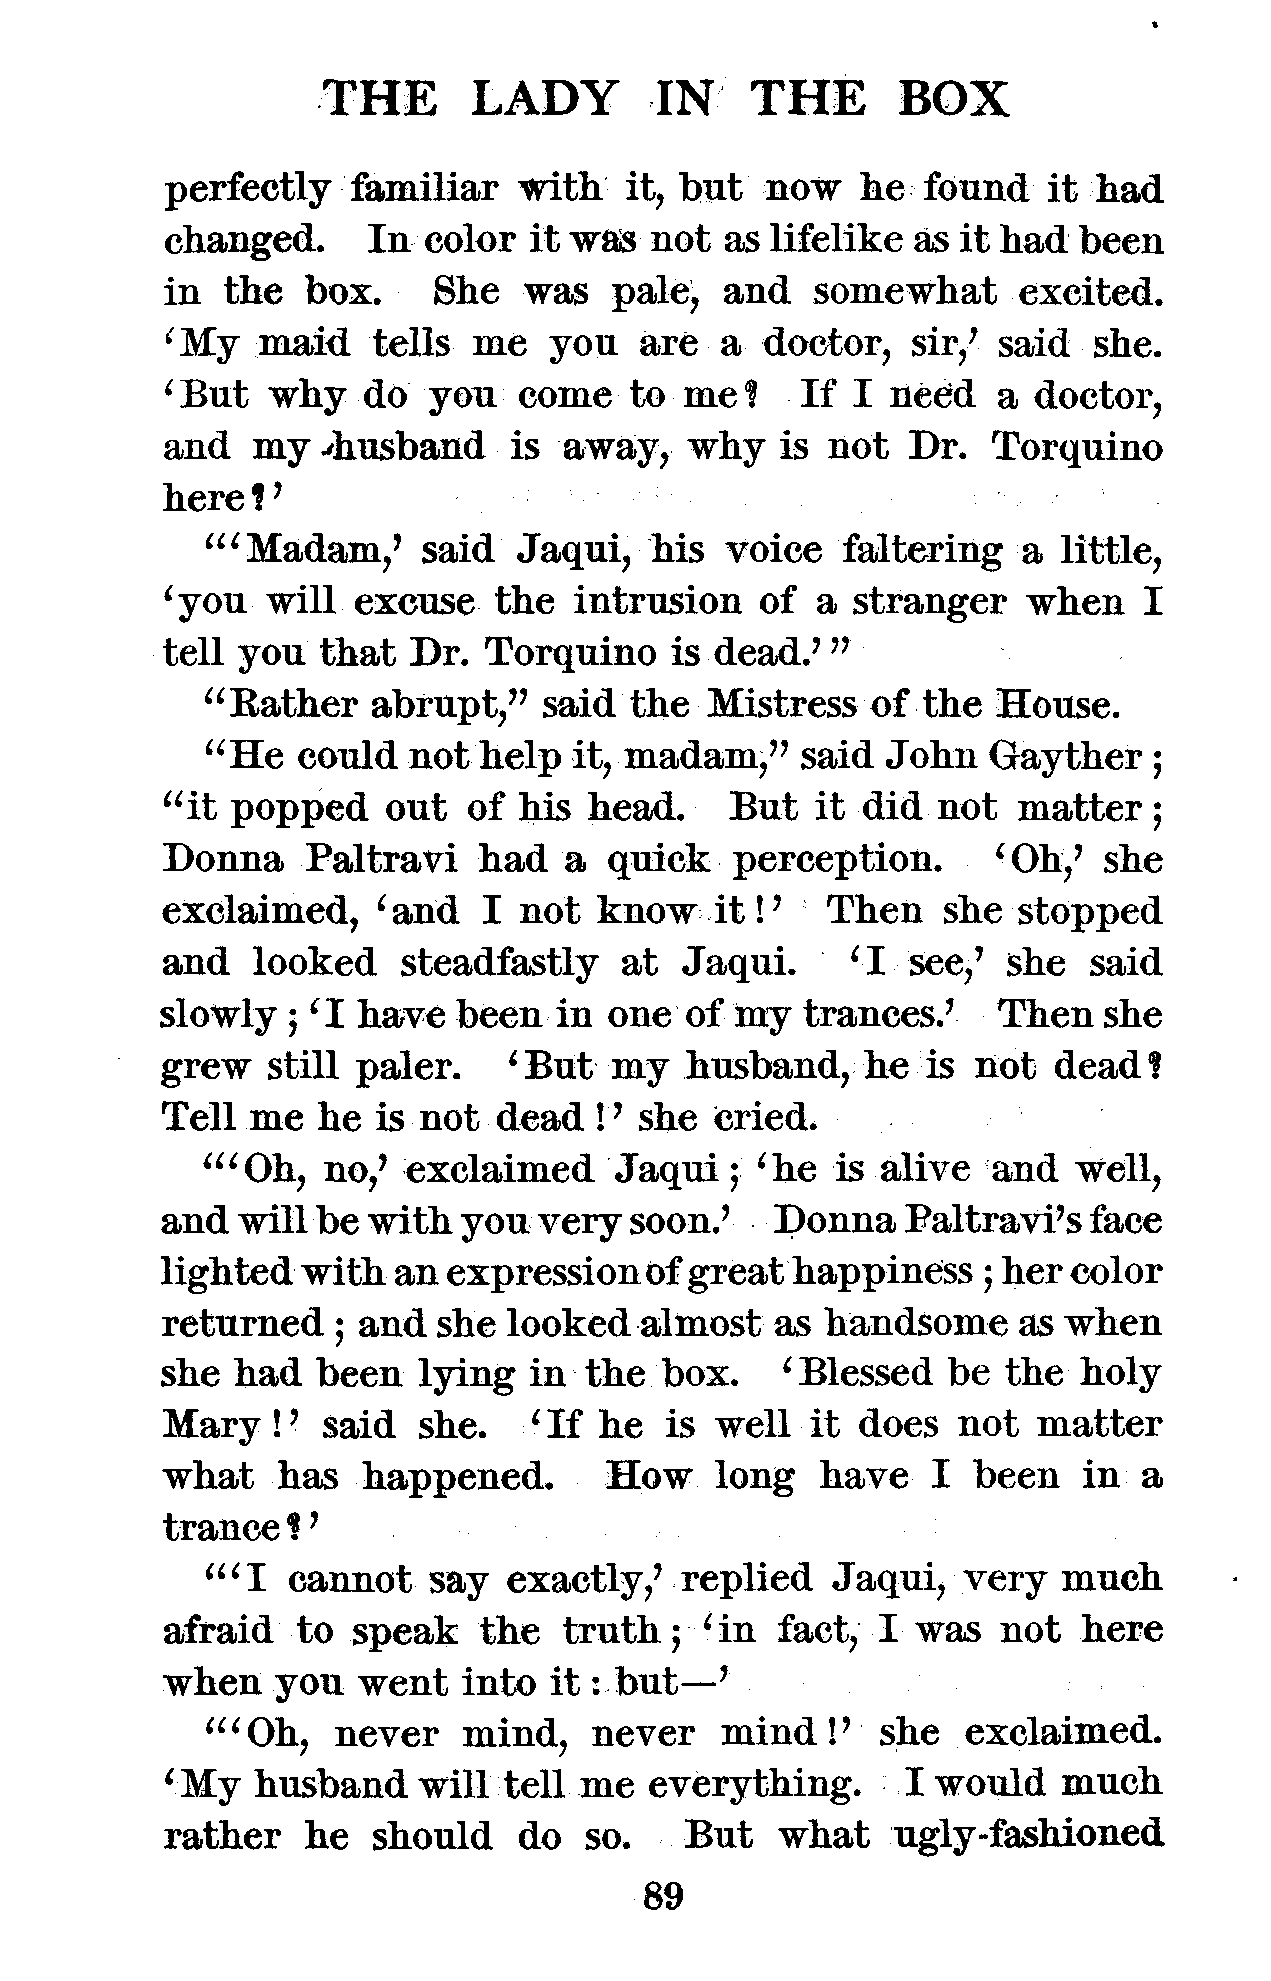 THE LADY IN THE BOX
perfectly familiar with it, but now he found it had
changed. In color it was not as lifelike as it had been
in the box. She was pale, and somewhat excited.
‘My maid tells me you are a doctor, sir,’ said she.
‘But why do you come to me? If I need a doctor,
and my husband is away, why is not Dr. Torquino
here?’
“‘Madam,’ said Jaqui, his voice faltering a little,
‘you will excuse the intrusion of a stranger when I
tell you that Dr. Torquino is dead.’”
“Rather abrupt,” said the Mistress of the House.
“He could not help it, madam,” said John Gayther;
“it popped out of his head. But it did not matter;
Donna Paltravi had a quick perception. ‘Oh,’ she
exclaimed, ‘and I not know it!’ Then she stopped
and looked steadfastly at Jaqui. ‘I see,’ she said
slowly; ‘I have been in one of my trances.’ Then she
grew still paler. ‘But my husband, he is not dead?
Tell me he is not dead!’ she cried.
“‘Oh, no,’ exclaimed Jaqui; ‘he is alive and well,
and will be with you very soon.’ Donna Paltravi’s face
lighted with an expression of great happiness; her color
returned; and she looked almost as handsome as when
she had been lying in the box. ‘Blessed be the holy
Mary!’ said she. ‘If he is well it does not matter
what has happened. How long have I been in a
trance?’
“‘I cannot say exactly,’ replied Jaqui, very much
afraid to speak the truth; ‘in fact, I was not here
when you went into it: but—’
“‘Oh, never mind, never mind!’ she exclaimed.
‘My husband will tell me everything. I would much
rather he should do so. But what ugly-fashioned
89